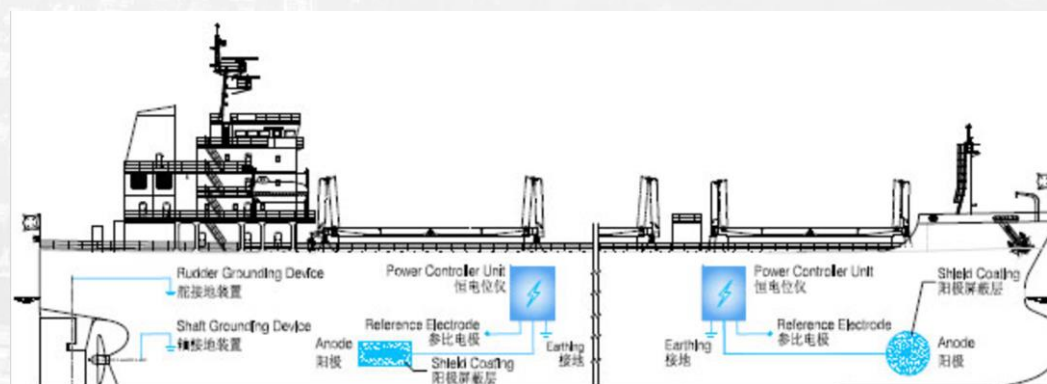 Rudder Grounding Device
舵接地装置
Shaft Grounding Device
轴接地装置
Power Controller Unit
恒电位仪
Reference Electrode
参比电极
Anode
阳极
Shield Coating
阳极屏蔽层
Earthing
接地
Power Controller Unit
恒电位仪
Earthing
接地
Reference Electrode
参比电极
Shield Coating
阳极屏蔽层
Anode
阳极